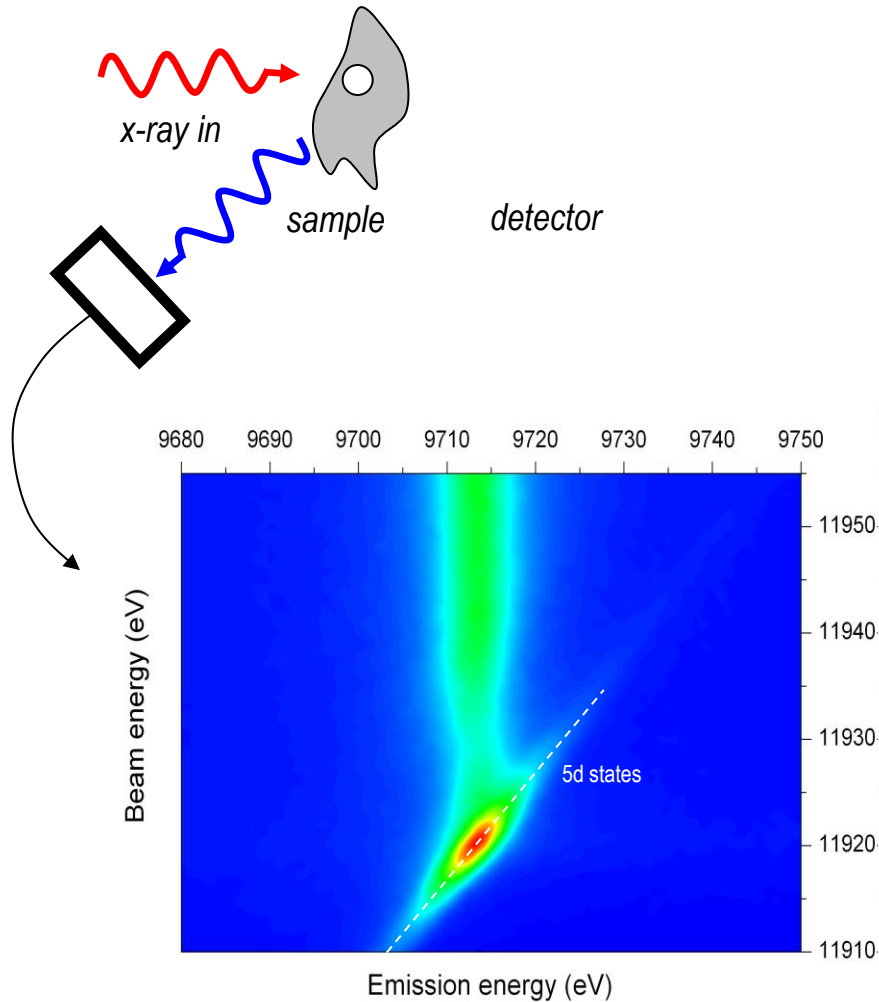 x-ray in
sample
detector
9680 9690 9700 9710 9720 9730 9740 9750
11950
11940
11930
11920
11910
5d states
Beam energy (eV)
Emission energy (eV)